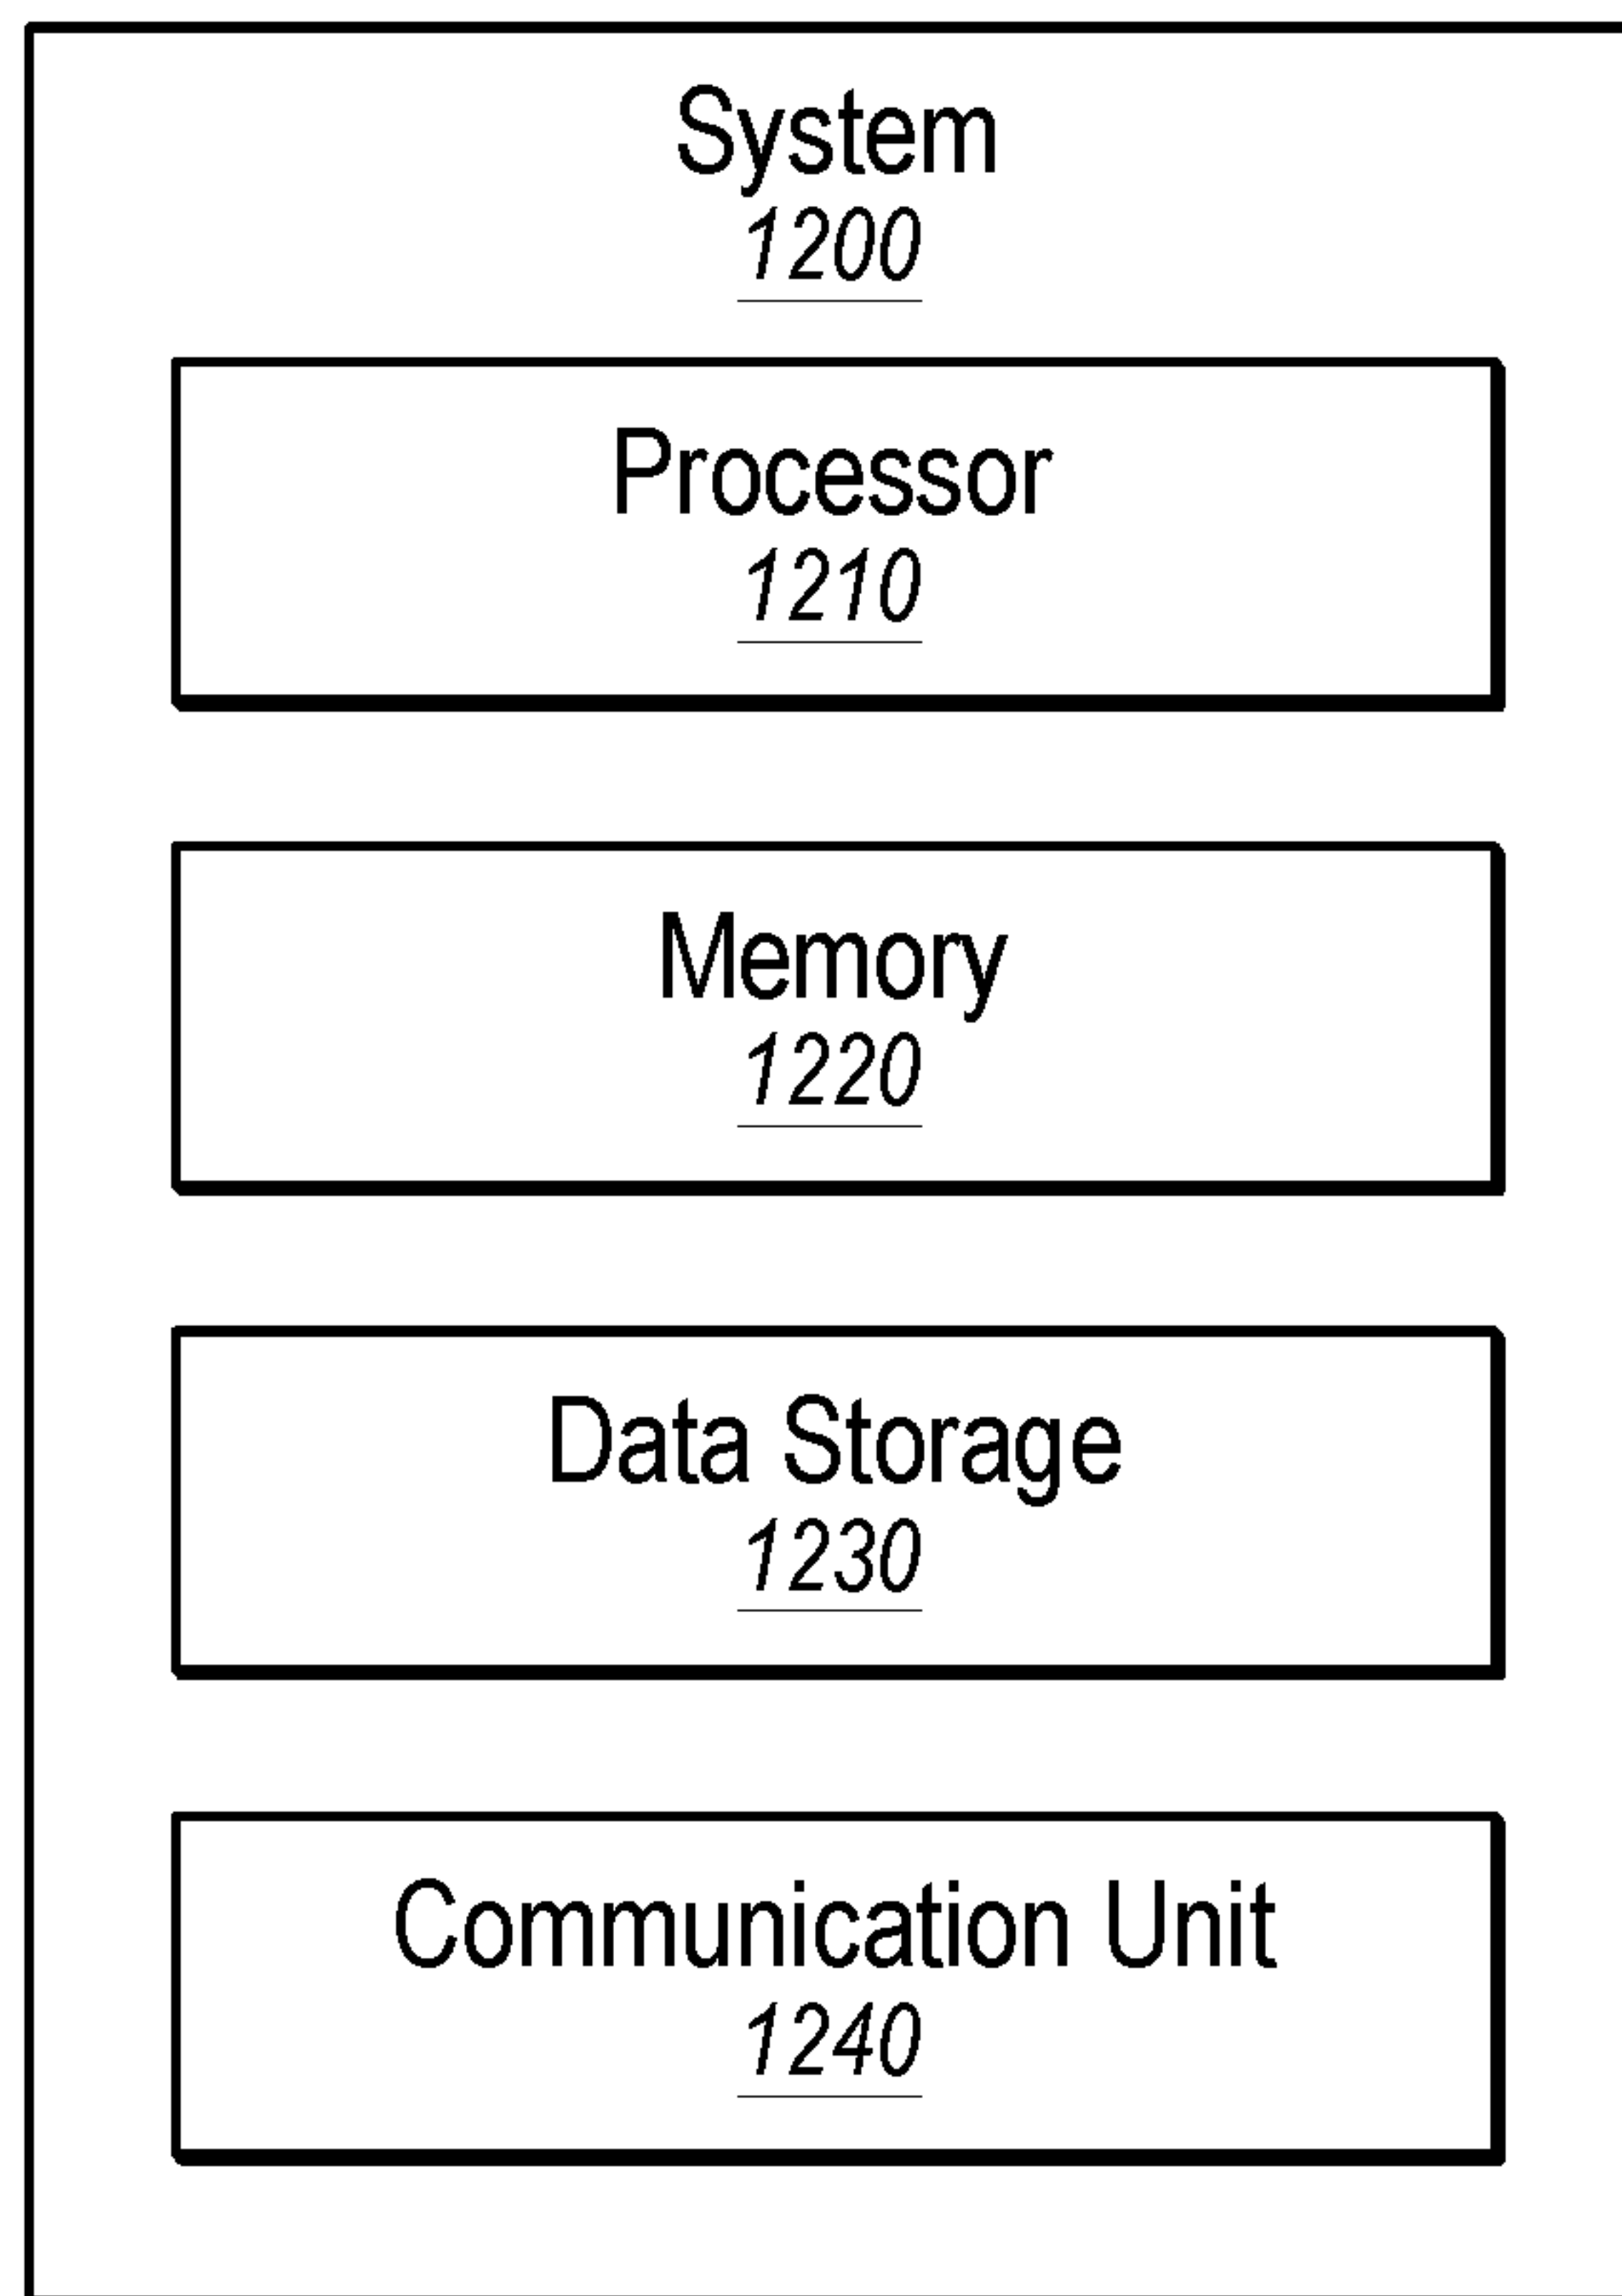 System
1200
Processor
1210
Memory
1220
Data Storage
1230
Communication Unit
1240